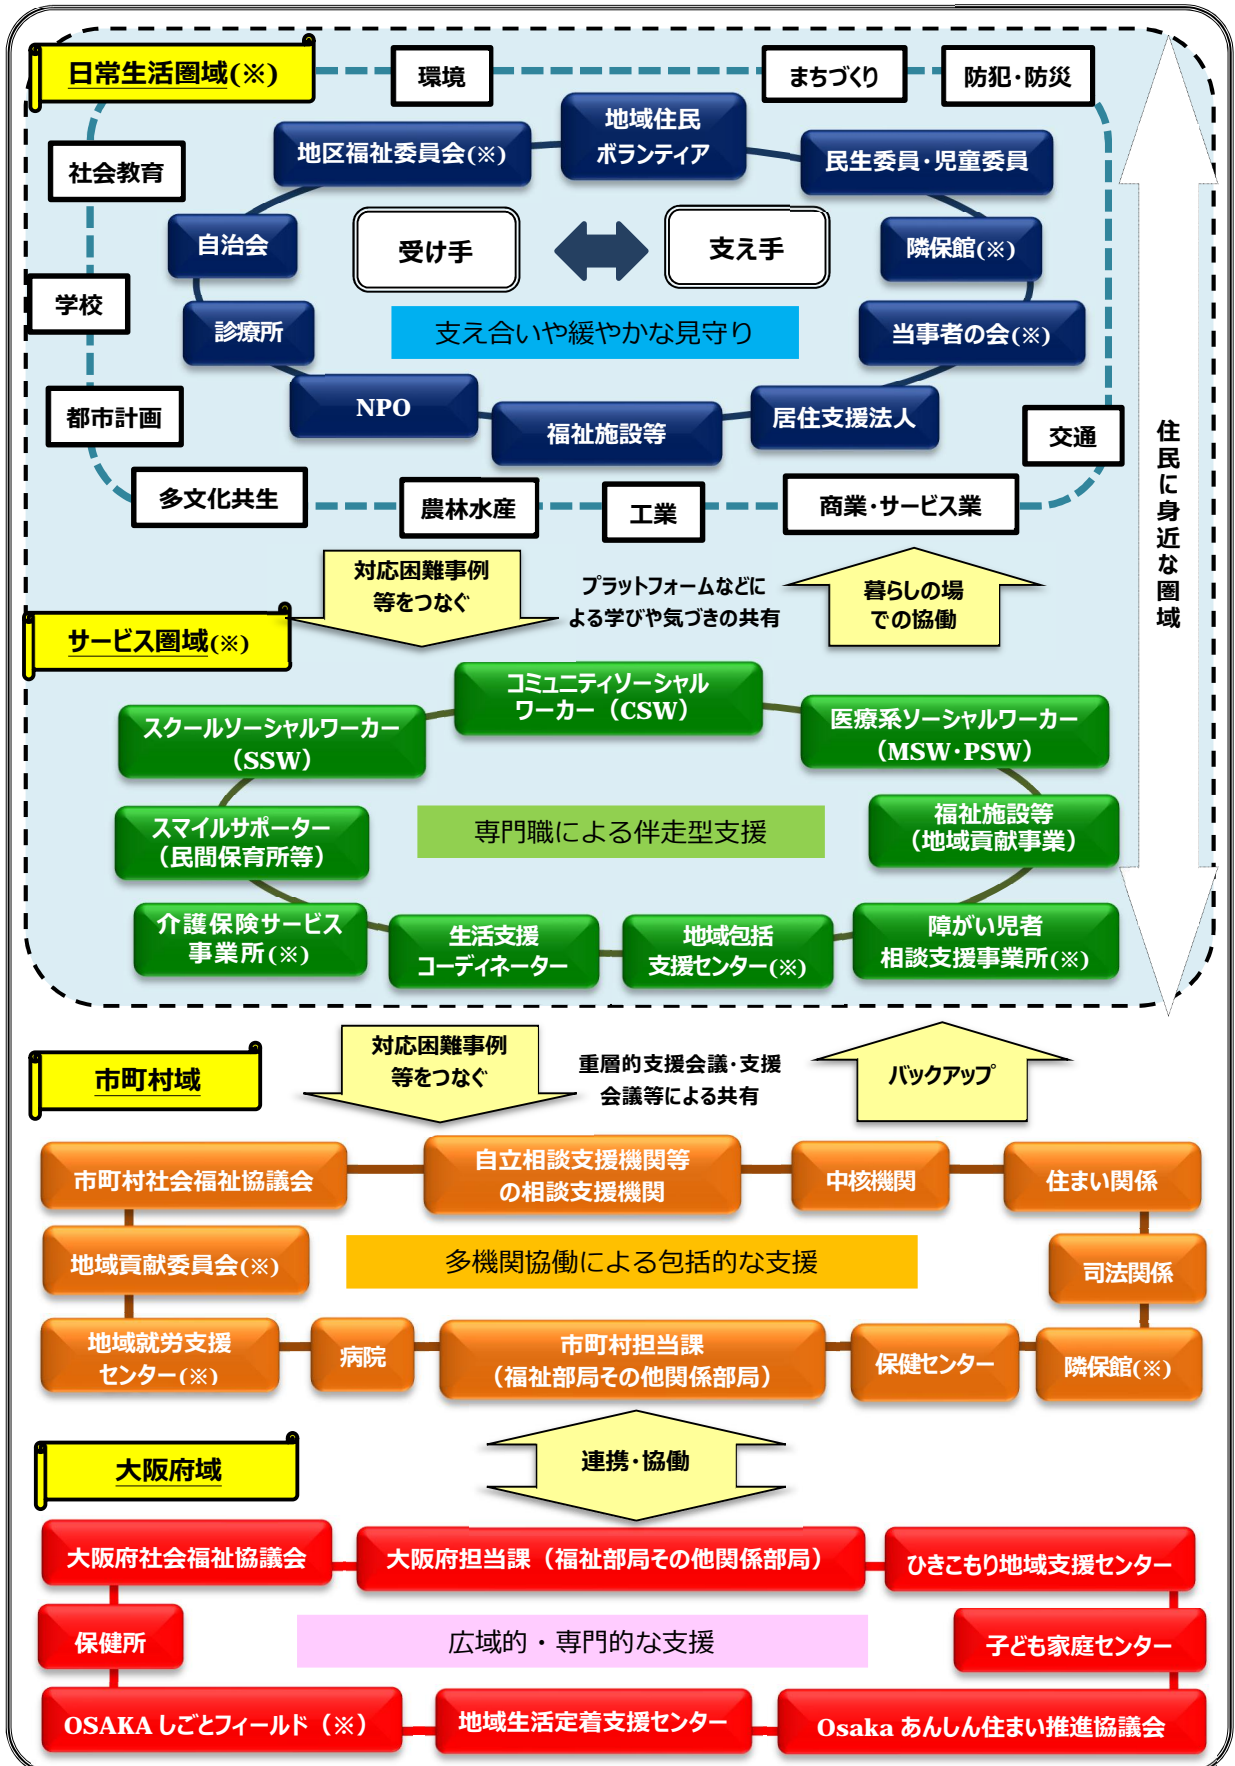 日常生活圏域(※)
環境
まちづくり
防犯・防災
社会教育
地区福祉委員会(※)
地域住民
ボランティア
民生委員・児童委員
自治会
受け手
支え手
隣保館(※)
学校
診療所
支え合いや緩やかな見守り
当事者の会(※)
都市計画
NPO
福祉施設等
居住支援法人
交通
多文化共生
農林水産
工業
商業・サービス業
住民に身近な圏域
対応困難事例
等をつなぐ
プラットフォームなどに
よる学びや気づきの共有
暮らしの場
での協働
サービス圏域(※)
コミュニティソーシャル
ワーカー（CSW）
スクールソーシャルワーカー
（SSW）
医療系ソーシャルワーカー
（MSW・PSW）
スマイルサポーター
（民間保育所等）
専門職による伴走型支援
福祉施設等
（地域貢献事業）
介護保険サービス
事業所(※)
生活支援
コーディネーター
地域包括
支援センター(※)
障がい児者
相談支援事業所(※)
対応困難事例
等をつなぐ
重層的支援会議・支援
会議等による共有
バックアップ
市町村域
市町村社会福祉協議会
自立相談支援機関等
の相談支援機関
中核機関
住まい関係
地域貢献委員会(※)
多機関協働による包括的な支援
司法関係
地域就労支援
センター(※)
病院
市町村担当課
（福祉部局その他関係部局）
保健センター
隣保館(※)
連携・協働
大阪府域
大阪府社会福祉協議会
大阪府担当課（福祉部局その他関係部局）
ひきこもり地域支援センター
保健所
広域的・専門的な支援
子ども家庭センター
OSAKA しごとフィールド（※）
地域生活定着支援センター
Osaka あんしん住まい推進協議会